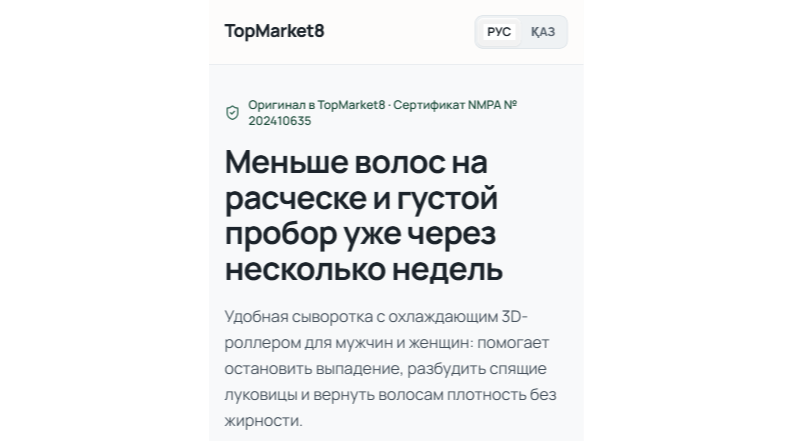 TopMarket8
РУС ҚАЗ
Оригинал в TopMarket8 · Сертификат NMPA №
202410635
Меньше волос на
расческе и густой
пробор уже через
несколько недель
Удобная сыворотка с охлаждающим 3D-
роллером для мужчин и женщин: помогает
остановить выпадение, разбудить спящие
луковицы и вернуть волосам плотность без
жирности.